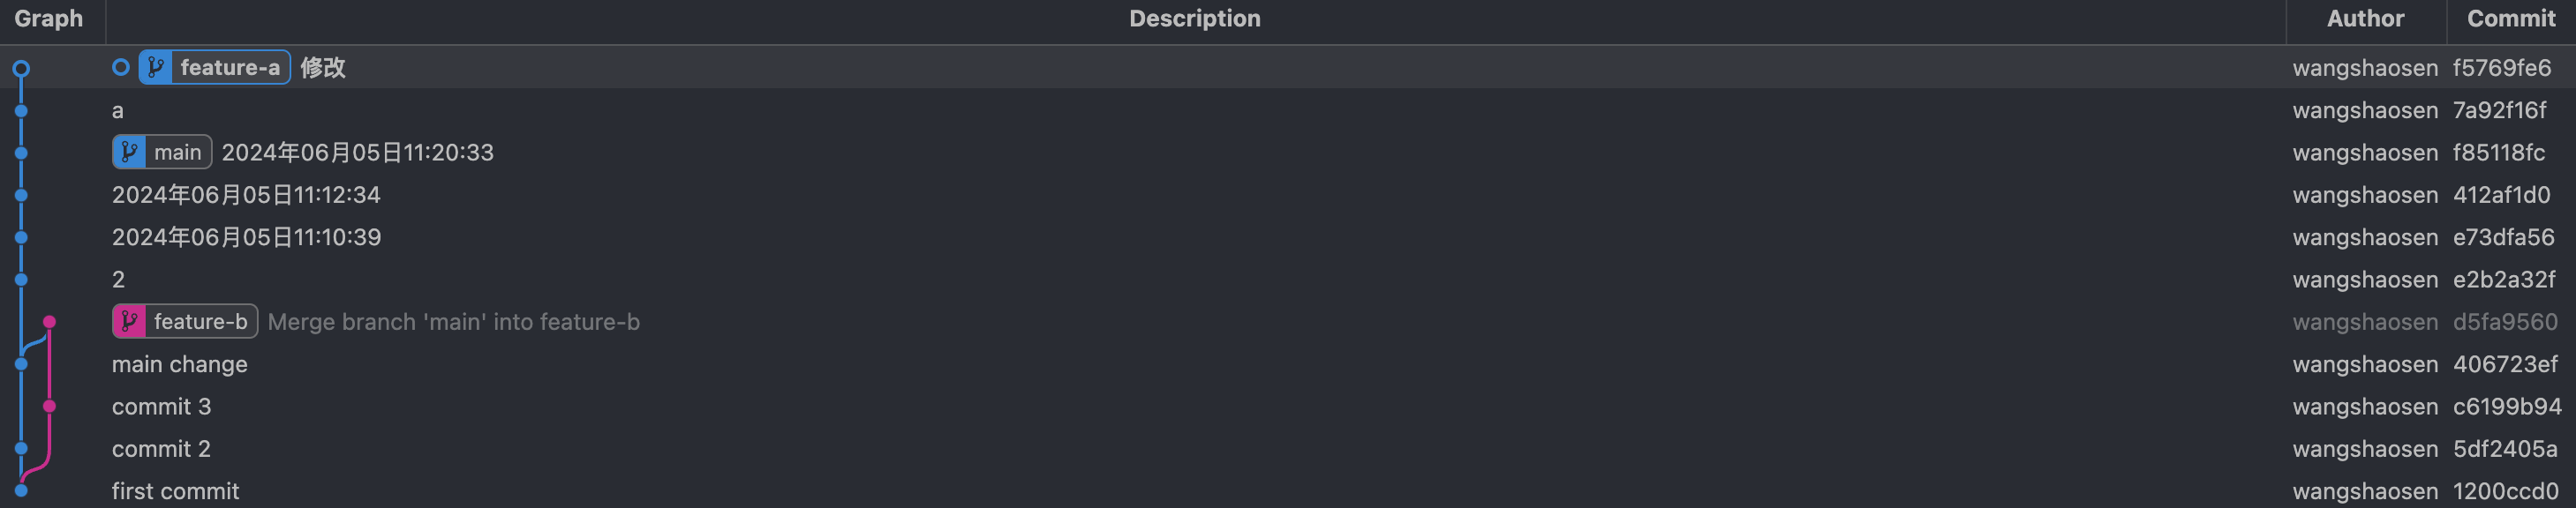 Graph Description Author Commit
feature-a 修改 wangshaosen f5769fe6
a wangshaosen 7a92f16f
main 2024年06月05日11:20:33 wangshaosen f85118fc
2024年06月05日11:12:34 wangshaosen 412af1d0
2024年06月05日11:10:39 wangshaosen e73dfa56
2 wangshaosen e2b2a32f
feature-b Merge branch 'main' into feature-b wangshaosen d5fa9560
main change wangshaosen 406723ef
commit 3 wangshaosen c6199b94
commit 2 wangshaosen 5df2405a
first commit wangshaosen 1200ccd0